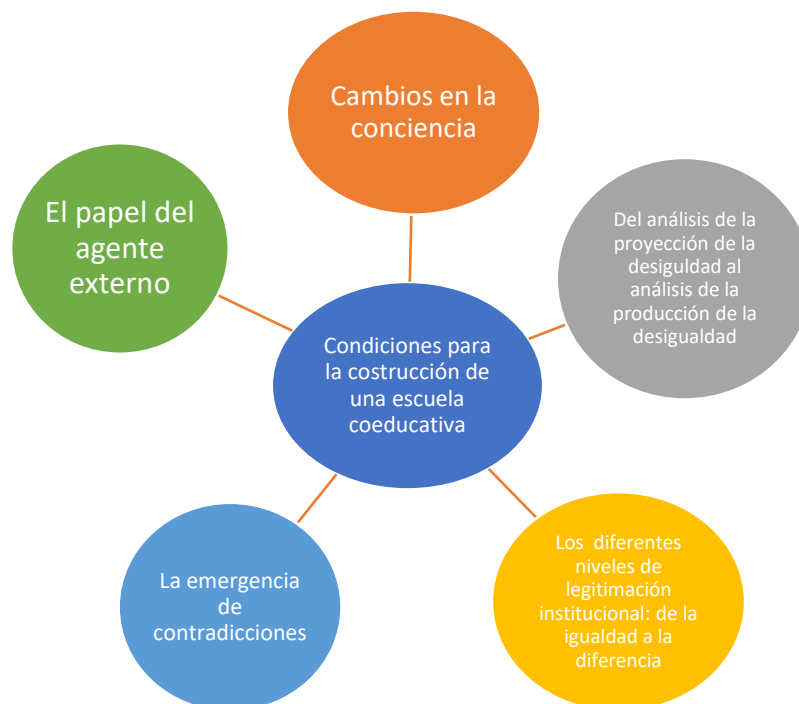 Cambios en la
conciencia
El papel del
agente
externo
Del análisis de la
proyección de la
desiguldad al
análisis de la
producción de la
desigualdad
Condiciones para
la costrucción de
una escuela
coeducativa
La emergencia
de
contradicciones
Los diferentes
niveles de
legitimación
institucional: de la
igualdad a la
diferencia